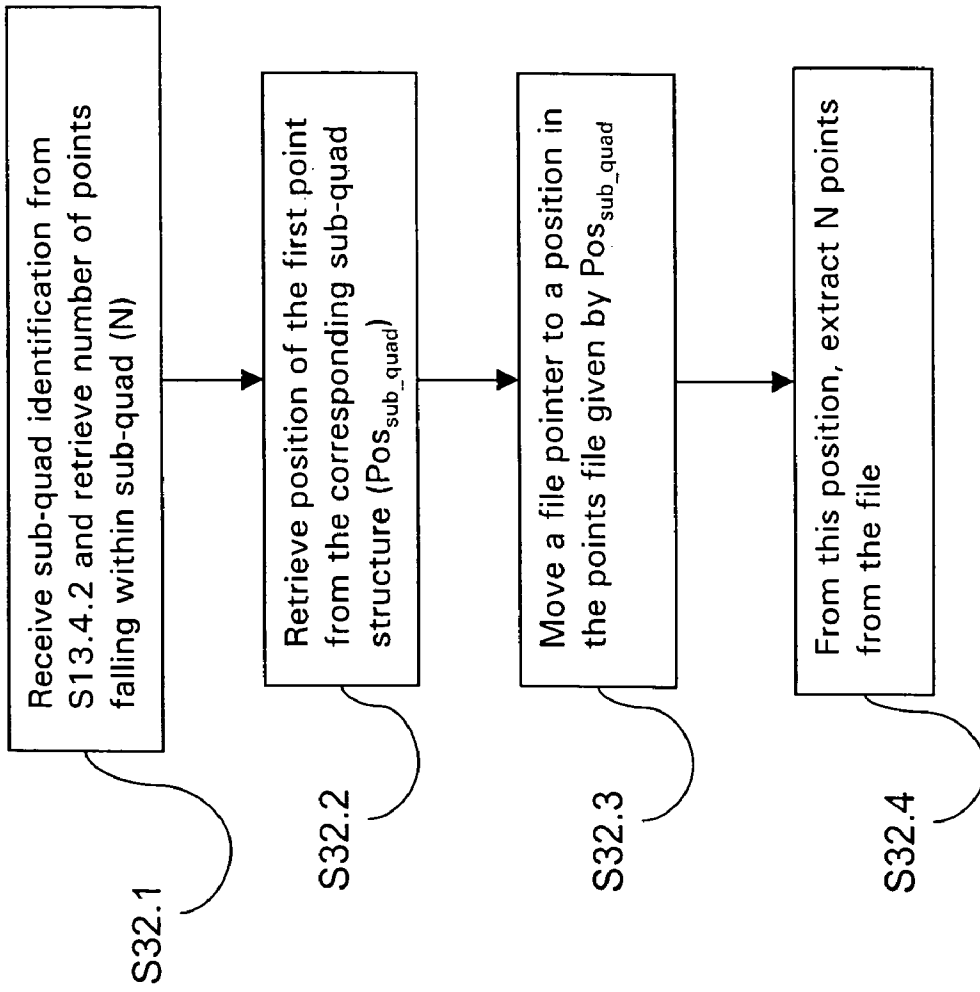 Receive sub-quad identification from
S13.4.2 and retrieve number of points
falling within sub-quad (N)
S32.1
Retrieve position of the first point
from the corresponding sub-quad
structure (Pos_sub_quad)
S32.2
Move a file pointer to a position in
the points file given by Pos_sub_quad
S32.3
From this position, extract N points
from the file
S32.4